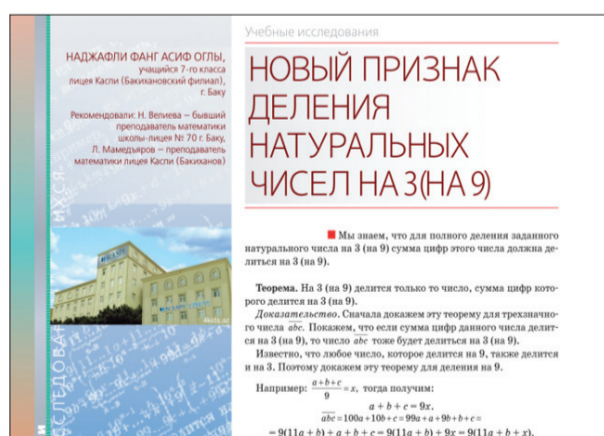 Учебные исследования
НАДЖАФЛИ ФАНГ АСИФ ОГЛЫ,
учащийся 7-го класса
лицея Каспи (Бакихановский филиал),
г. Баку
Рекомендовали: Н. Велиева – бывший
преподаватель математики
школы-лицея № 70 г. Баку,
Л. Мамедъяров – преподаватель
математики лицея Каспи (Бакиханов)
НОВЫЙ ПРИЗНАК
ДЕЛЕНИЯ
НАТУРАЛЬНЫХ
ЧИСЕЛ НА 3(НА 9)
Мы знаем, что для полного деления заданного
натурального числа на 3 (на 9) сумма цифр этого числа должна де-
литься на 3 (на 9).
Теорема. На 3 (на 9) делится только то число, сумма цифр кото-
рого делится на 3 (на 9).
Доказательство. Сначала докажем эту теорему для трехзначно-
го числа abc. Покажем, что если сумма цифр данного числа делит-
ся на 3 (на 9), то число abc тоже будет делиться на 3 (на 9).
Известно, что любое число, которое делится на 9, также делится
и на 3. Поэтому докажем эту теорему для деления на 9.
Например: (a+b+c)/9 = x, тогда получим:
a + b + c = 9x,
abc = 100a + 10b + c = 99a + a + 9b + b + c =
= 9(11a + b) + a + b + c = 9(11a + b) + 9x = 9(11a + b + x).